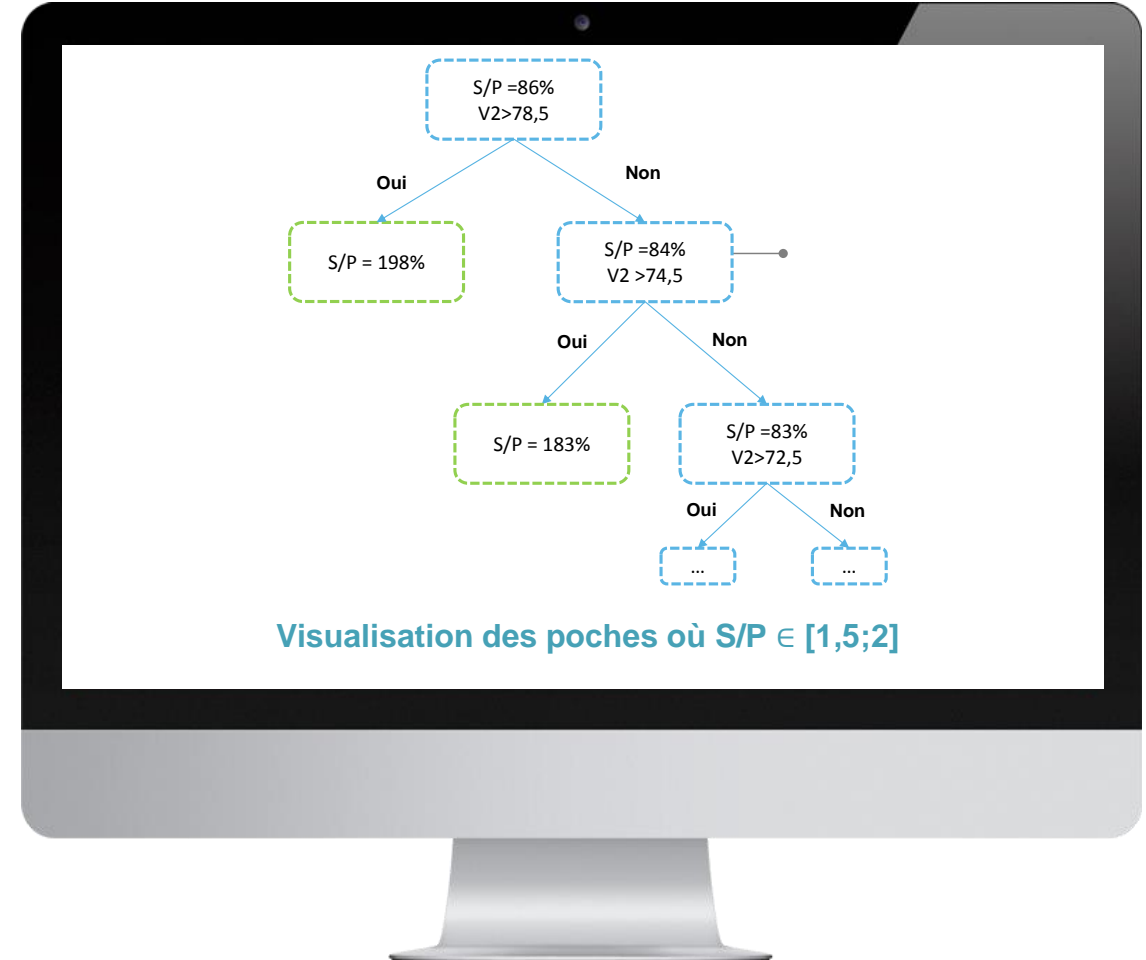 S/P =86%
V2>78,5
Oui
Non
S/P = 198%
S/P =84%
V2 >74,5
Oui
Non
S/P = 183%
S/P =83%
V2>72,5
Oui
Non
...
...
Visualisation des poches où S/P ∈ [1,5;2]